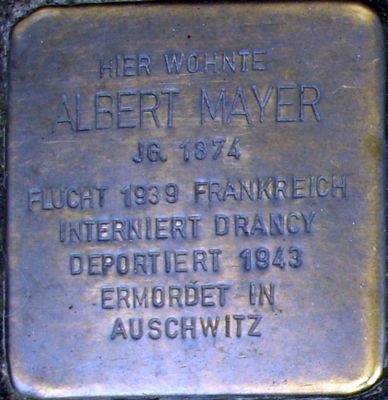 HIER WOHNTE
ALBERT MAYER
JG. 1874
FLUCHT 1939 FRANKREICH
INTERNIERT DRANCY
DEPORTIERT 1943
ERMORDET IN
AUSCHWITZ